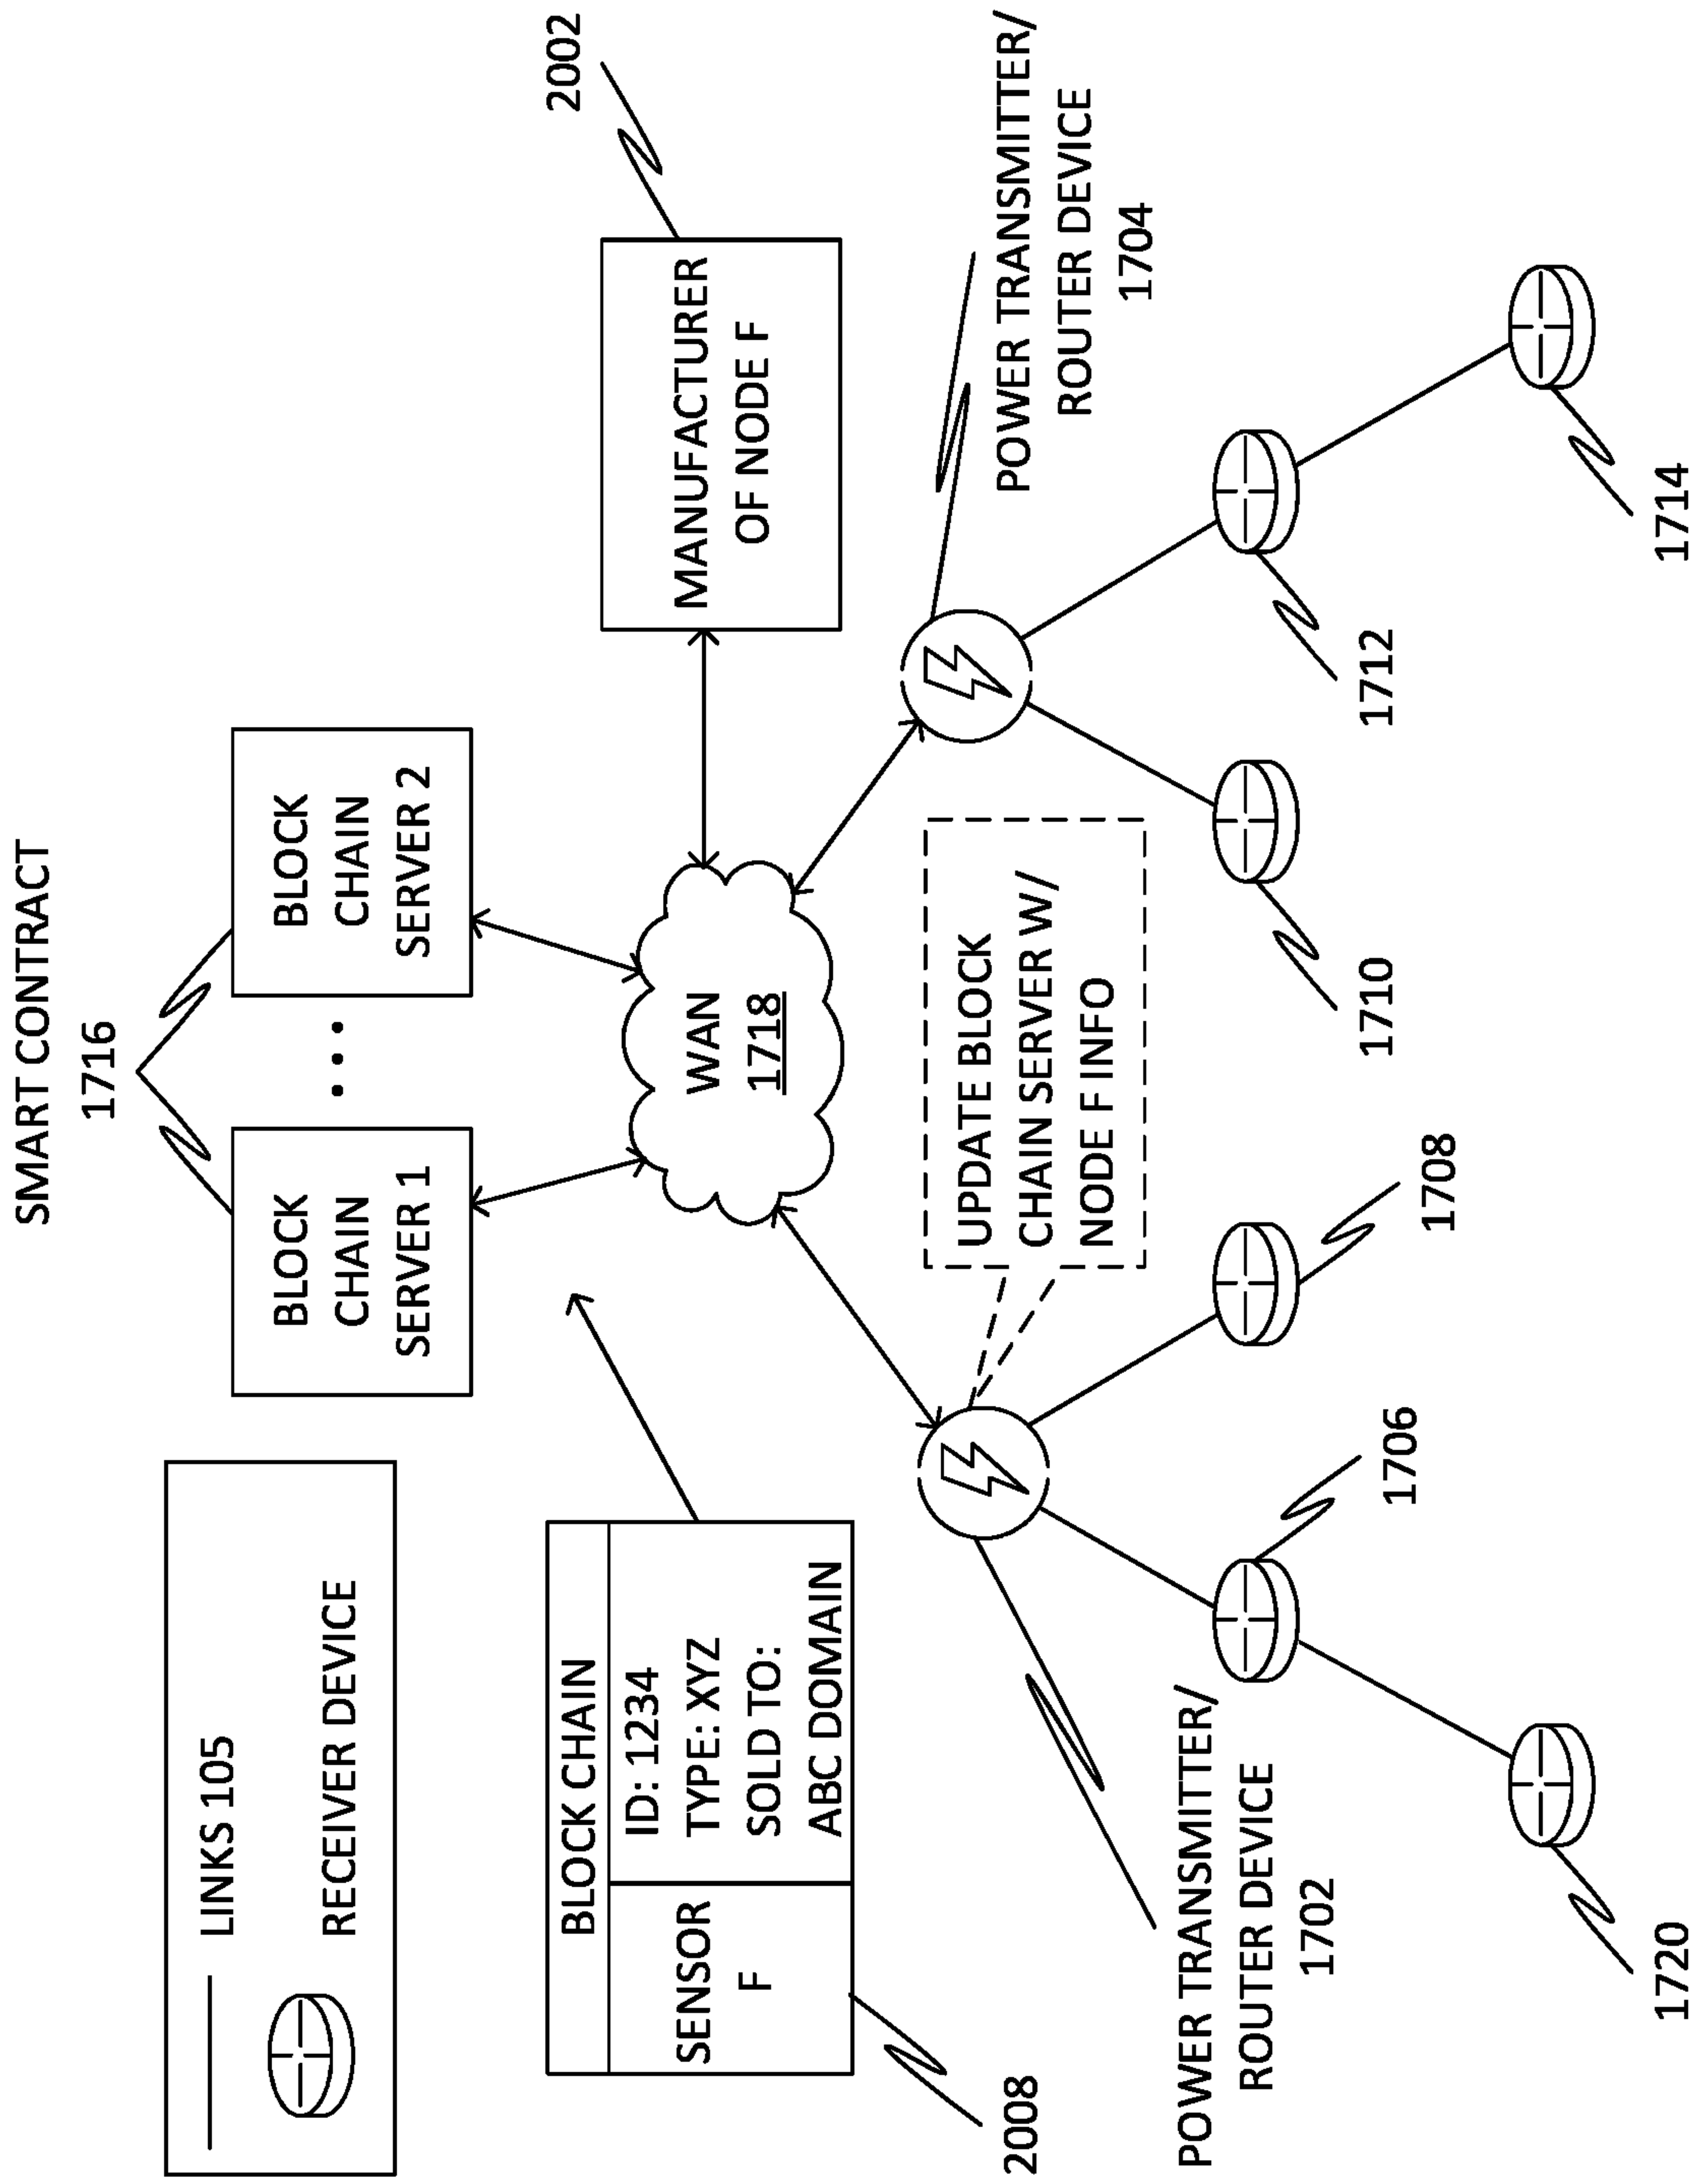 SMART CONTRACT
1716
LINKS 105
RECEIVER DEVICE
BLOCK
CHAIN
SERVER 1
...
BLOCK
CHAIN
SERVER 2
2002
MANUFACTURER
OF NODE F
BLOCK CHAIN
SENSOR
F
ID: 1234
TYPE: XYZ
SOLD TO:
ABC DOMAIN
2008
WAN
1718
UPDATE BLOCK
CHAIN SERVER W/
NODE F INFO
POWER TRANSMITTER/
ROUTER DEVICE
1702
POWER TRANSMITTER/
ROUTER DEVICE
1704
1706
1708
1710
1712
1720
1714